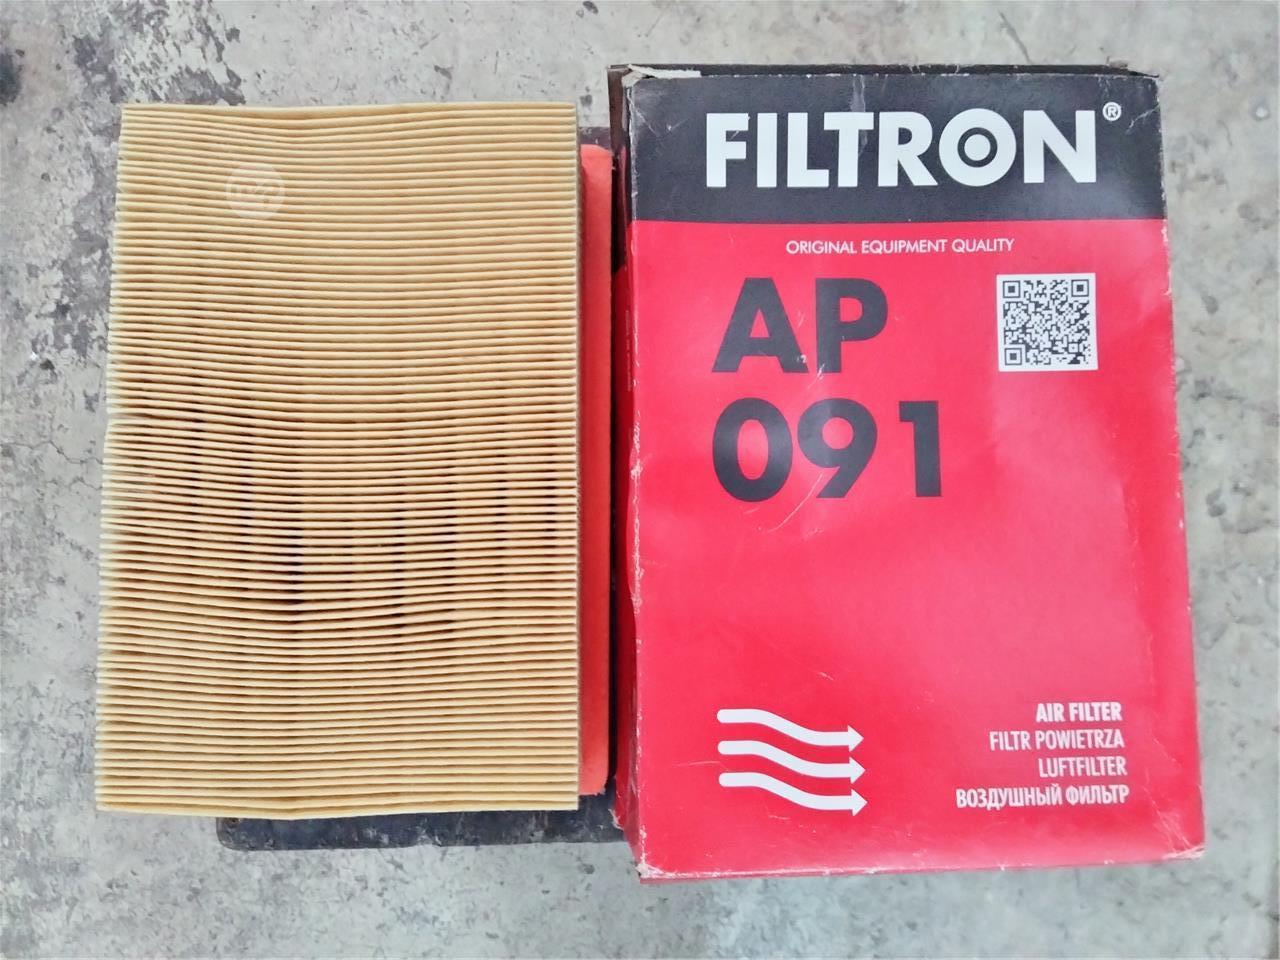 FILTRON®
ORIGINAL EQUIPMENT QUALITY
AP
091
AIR FILTER
FILTR POWIETRZA
LUFTFILTER
ВОЗДУШНЫЙ ФИЛЬТР